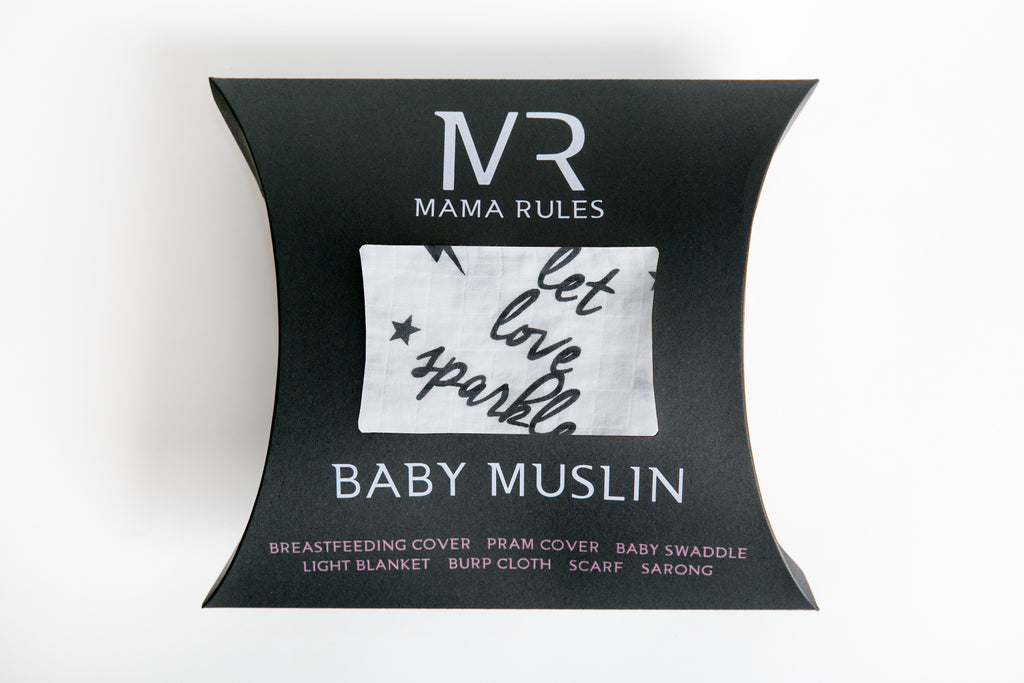 MR
MAMA RULES
let
love
sparkle
BABY MUSLIN
BREASTFEEDING COVER PRAM COVER BABY SWADDLE
LIGHT BLANKET BURP CLOTH SCARF SARONG